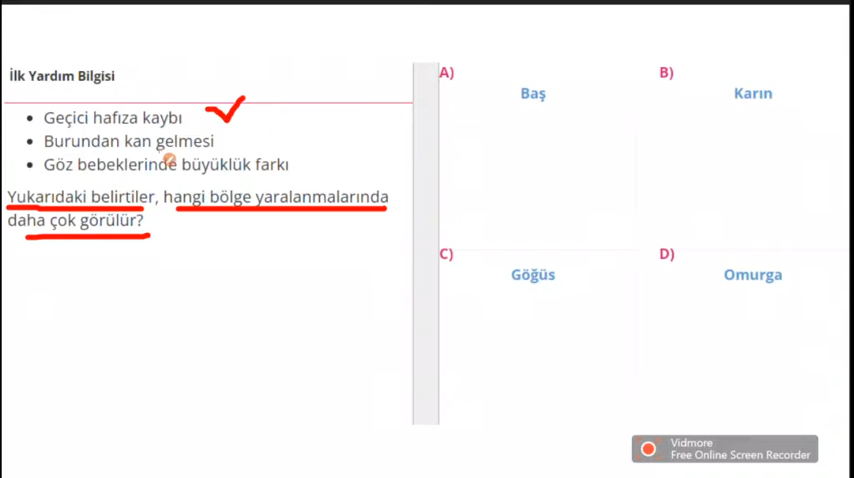 İlk Yardım Bilgisi
• Geçici hafıza kaybı
• Burundan kan gelmesi
• Göz bebeklerinde büyüklük farkı
Yukarıdaki belirtiler, hangi bölge yaralanmalarında
daha çok görülür?
A)
Baş
B)
Karın
C)
Göğüs
D)
Omurga
Vidmore
Free Online Screen Recorder